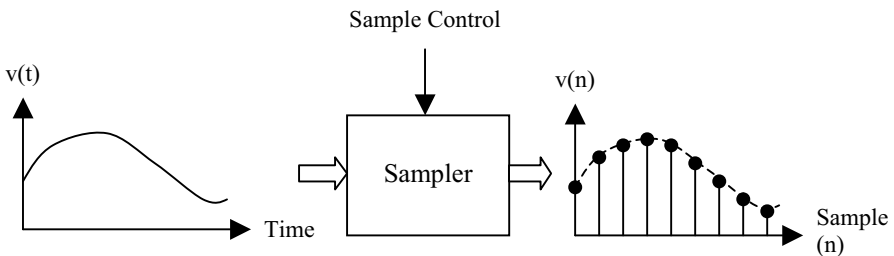 Sample Control
v(t)
v(n)
Sampler
Time
Sample
(n)